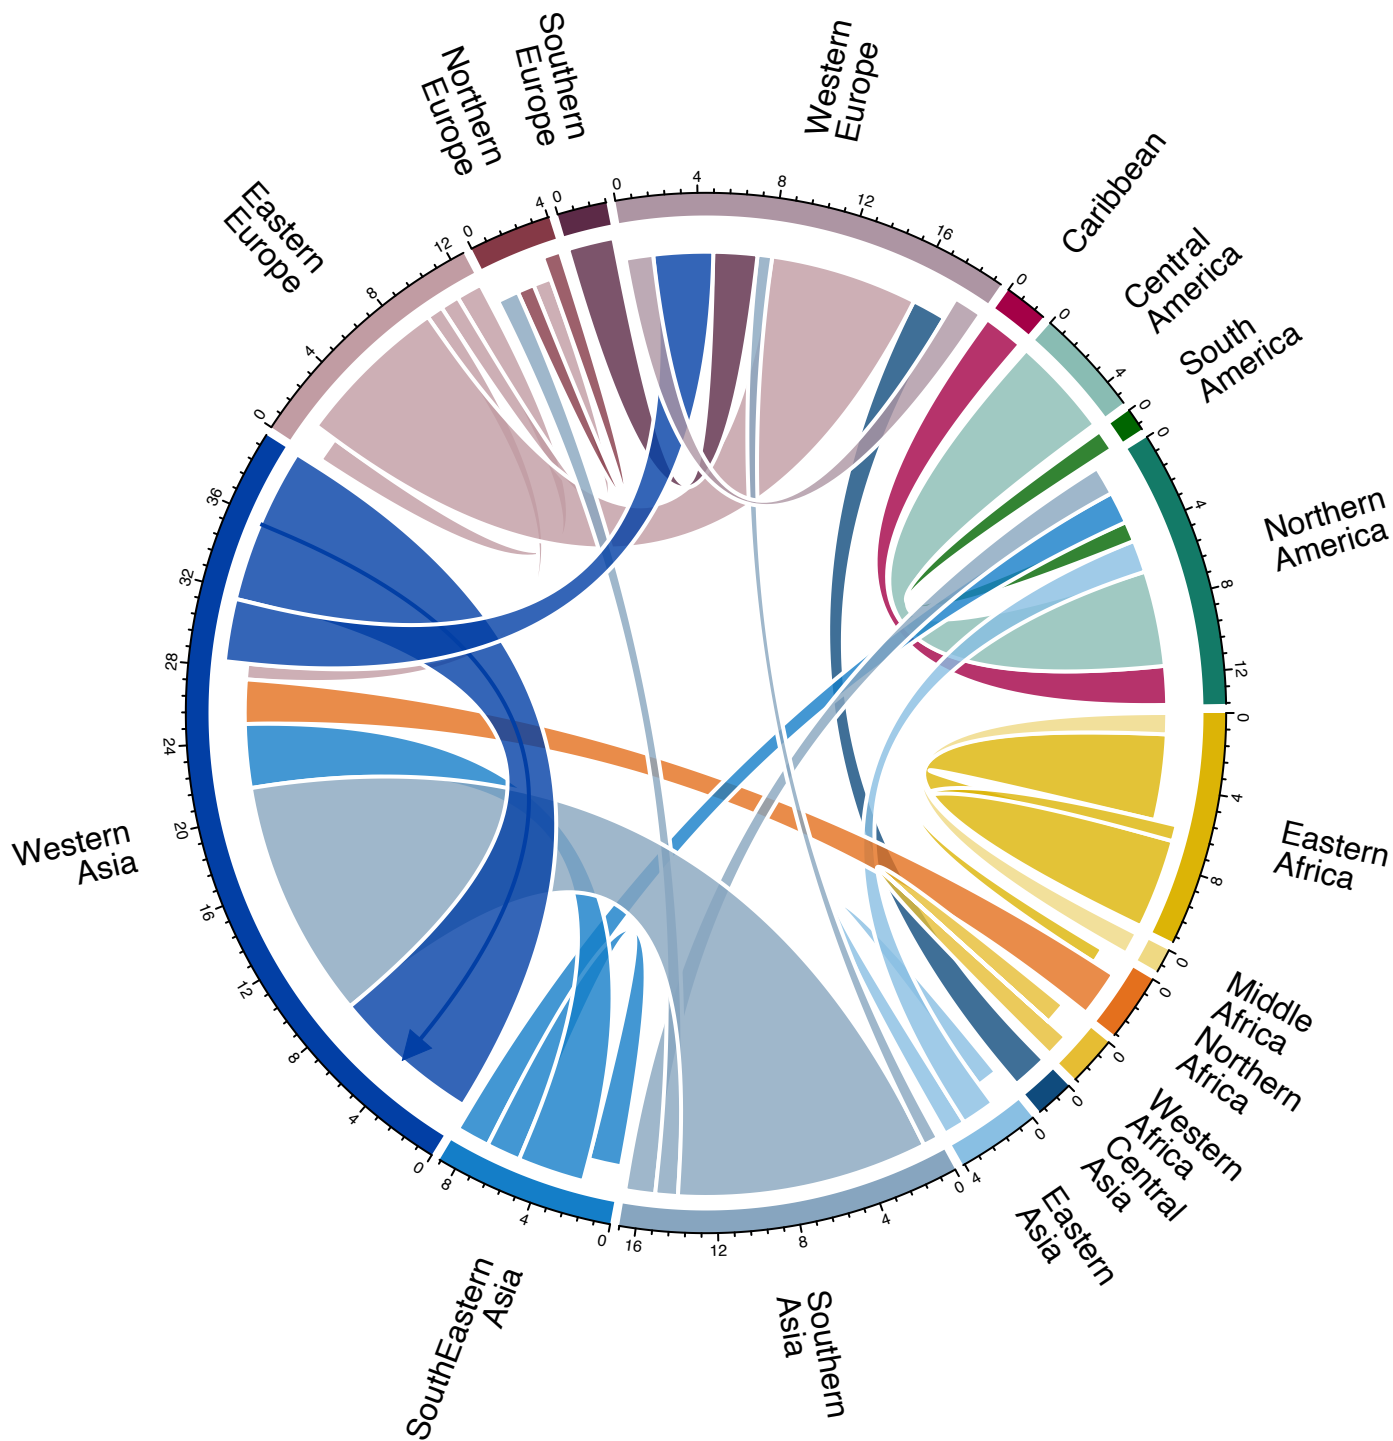 Southern
Europe
Northern
Europe
Western
Europe
Caribbean
Eastern
Europe
Central
America
South
America
Northern
America
Eastern
Africa
Middle
Africa
Northern
Africa
Western
Africa
Central
Asia
Eastern
Asia
Southern
Asia
SouthEastern
Asia
Western
Asia
0
4
8
12
0
4
0
0
4
8
12
16
0
0
4
0
0
4
8
12
0
4
8
0
0
0
0
0
4
0
4
8
12
16
0
4
8
0
4
8
12
16
20
24
28
32
36